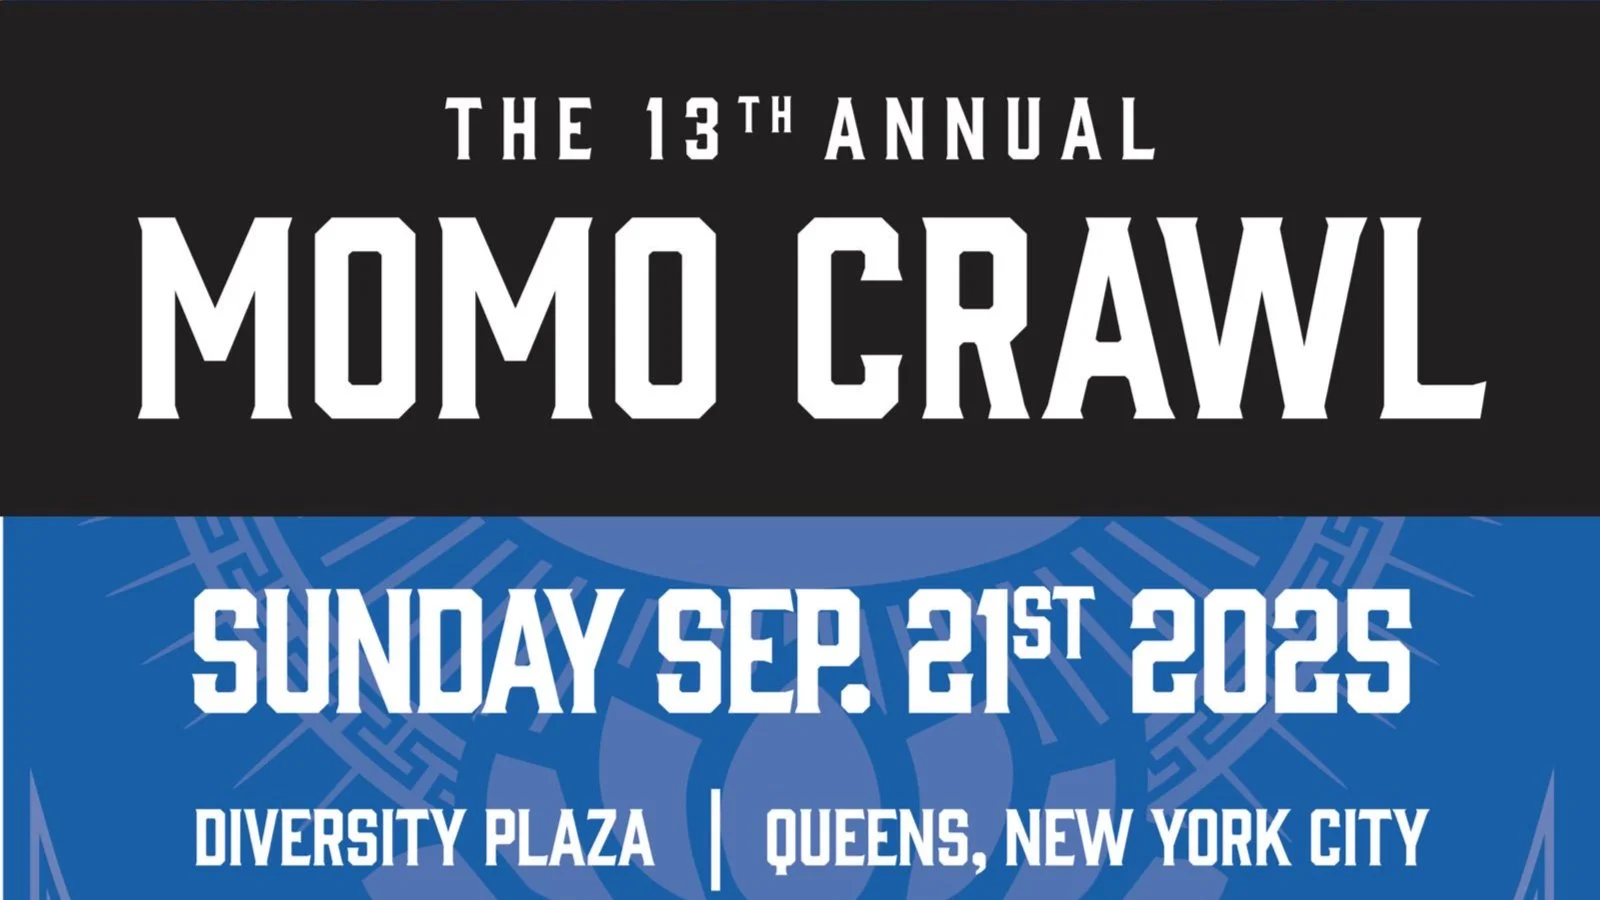 THE 13TH ANNUAL
MOMO CRAWL
SUNDAY SEP. 21ST 2025
DIVERSITY PLAZA | QUEENS, NEW YORK CITY